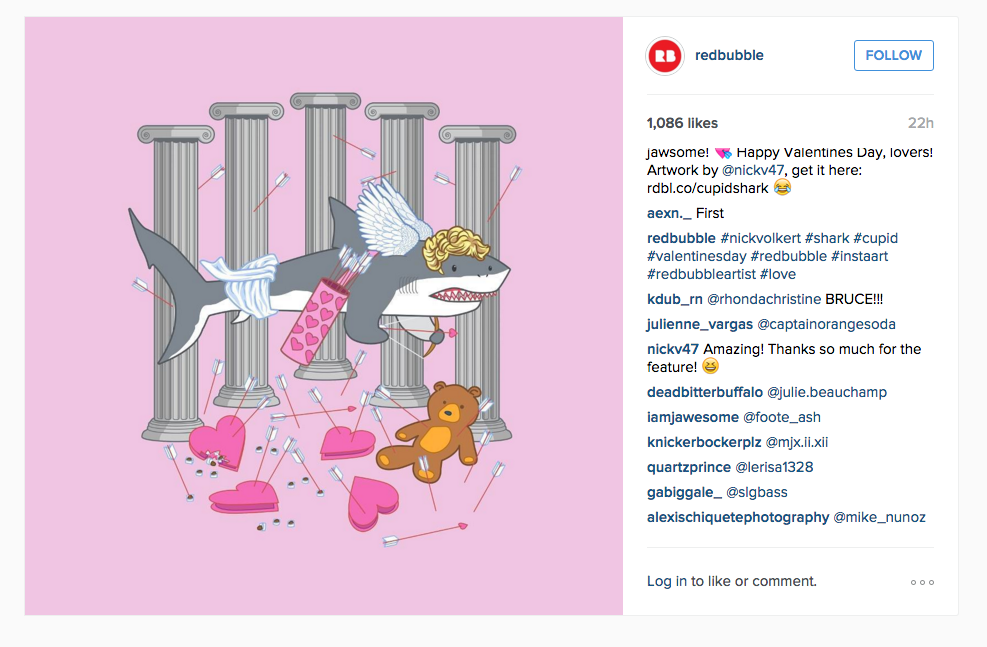 RB
redbubble
FOLLOW
1,086 likes
22h
jawsome! 💘 Happy Valentines Day, lovers!
Artwork by @nickv47, get it here:
rdbl.co/cupidshark 😂
aexn._ First
redbubble #nickvolkert #shark #cupid
#valentinesday #redbubble #instaart
#redbubbleartist #love
kdub_rn @rhondachristine BRUCE!!!
julienne_vargas @captainorangesoda
nickv47 Amazing! Thanks so much for the
feature! 😆
deadbitterbuffalo @julie.beauchamp
iamjawesome @foote_ash
knickerbockerplz @mjx.ii.xii
quartzprince @lerisa1328
gabiggale_ @slgbass
alexischiquetephotography @mike_nunoz
Log in to like or comment.